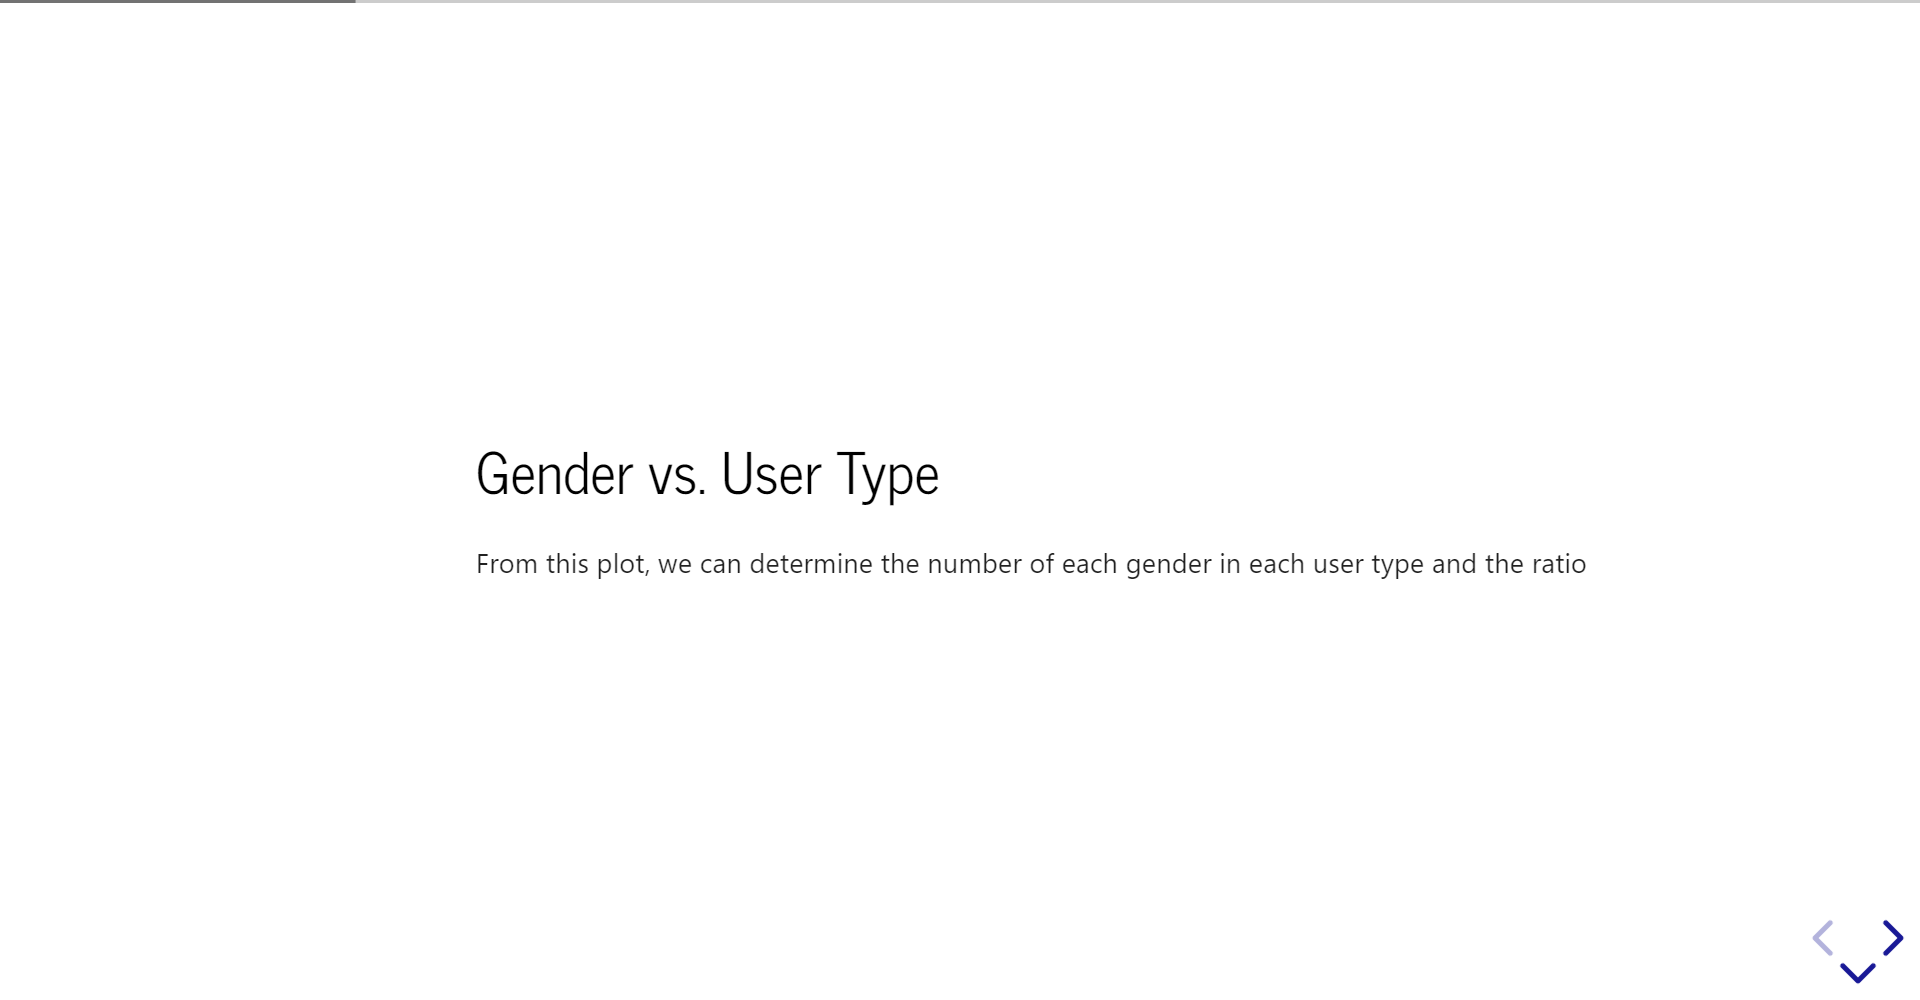 Gender vs. User Type
From this plot, we can determine the number of each gender in each user type and the ratio